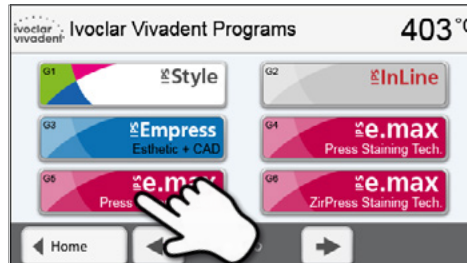 ivoclar vivadent Ivoclar Vivadent Programs 403°C
G1 IPS Style
G2 IPS InLine
G3 IPS Empress
Esthetic + CAD
G4 IPS e.max
Press Staining Tech.
G5 IPS e.max
Press
G6 IPS e.max
ZirPress Staining Tech.
Home